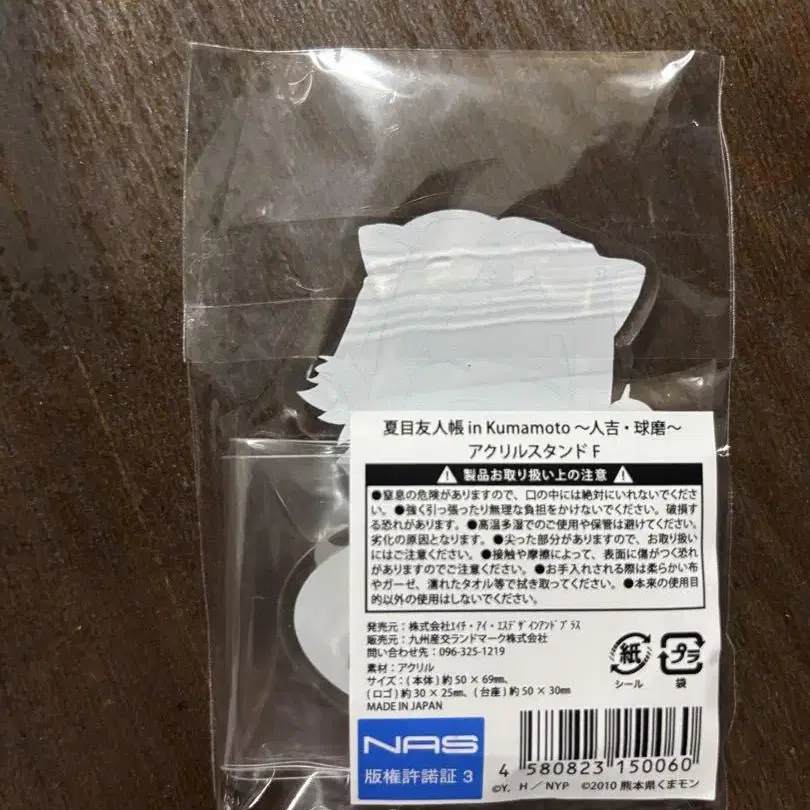 夏目友人帳 in Kumamoto ～人吉・球磨～
アクリルスタンド F
製品お取り扱い上の注意
●窒息の危険がありますので、口の中には絶対にいれないでくださ
い。●強く引っ張ったり無理な負担をかけないでください。破損す
る恐れがあります。●高温多湿でのご使用や保管は避けてください。
劣化の原因となります。●尖った部分がありますので、お取り扱い
にはご注意ください。●接触や摩擦によって、表面に傷がつく恐れ
がありますのでご注意ください。●お手入れされる際は柔らかい布
やガーゼ、濡れたタオル等で拭き取ってください。●本来の使用目
的以外の使用はしないでください。
発売元：株式会社ｴｲﾁ・アイ・エスデザインアンドプラス
販売元：九州産交ランドマーク株式会社
問い合わせ先：096-325-1219
素材：アクリル
サイズ：(本体) 約 50 × 69㎜、
(ロゴ) 約 30 × 25㎜、(台座) 約 50 × 30㎜
MADE IN JAPAN
紙
シール
プラ
袋
NAS
版権許諾証 3
4 580823 150060
©Y. H／NYP ©2010 熊本県くまモン